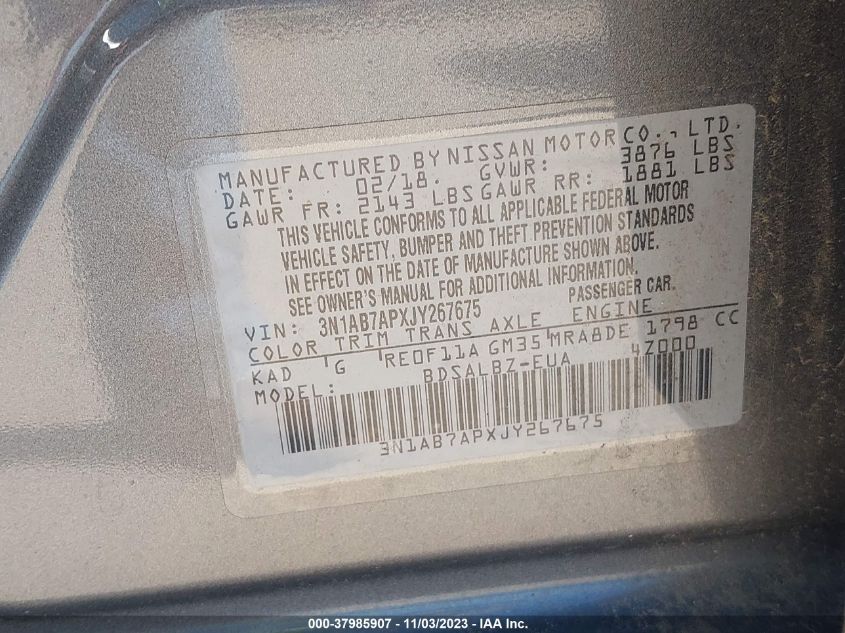 MANUFACTURED BY NISSAN MOTOR CO., LTD.
DATE: 02/18. GVWR: 3876 LBS
GAWR FR: 2143 LBS GAWR RR: 1881 LBS
THIS VEHICLE CONFORMS TO ALL APPLICABLE FEDERAL MOTOR
VEHICLE SAFETY, BUMPER AND THEFT PREVENTION STANDARDS
IN EFFECT ON THE DATE OF MANUFACTURE SHOWN ABOVE.
SEE OWNER'S MANUAL FOR ADDITIONAL INFORMATION.
VIN: 3N1AB7APXJY267675 PASSENGER CAR.
COLOR TRIM TRANS AXLE ENGINE
KAD G RE0F11A GM35 MRA8DE 1798 CC
MODEL: BDSALBZ-EUA 4Z000
3N1AB7APXJY267675
000-37985907 - 11/03/2023 - IAA Inc.